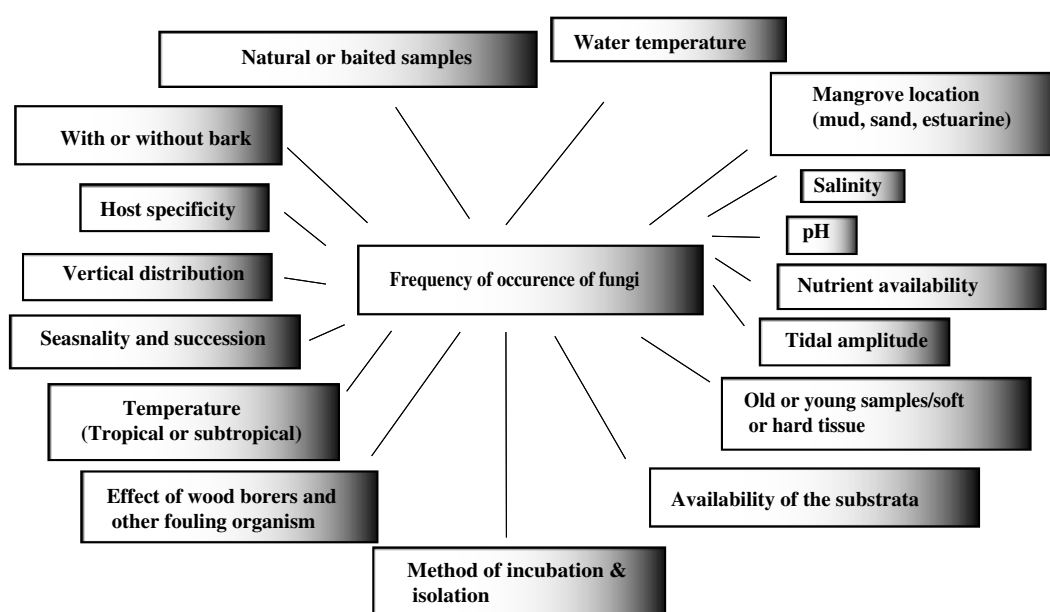 Natural or baited samples
Water temperature
Mangrove location
(mud, sand, estuarine)
With or without bark
Salinity
Host specificity
pH
Vertical distribution
Frequency of occurence of fungi
Nutrient availability
Seasnality and succession
Tidal amplitude
Temperature
(Tropical or subtropical)
Old or young samples/soft
or hard tissue
Effect of wood borers and
other fouling organism
Availability of the substrata
Method of incubation &
isolation